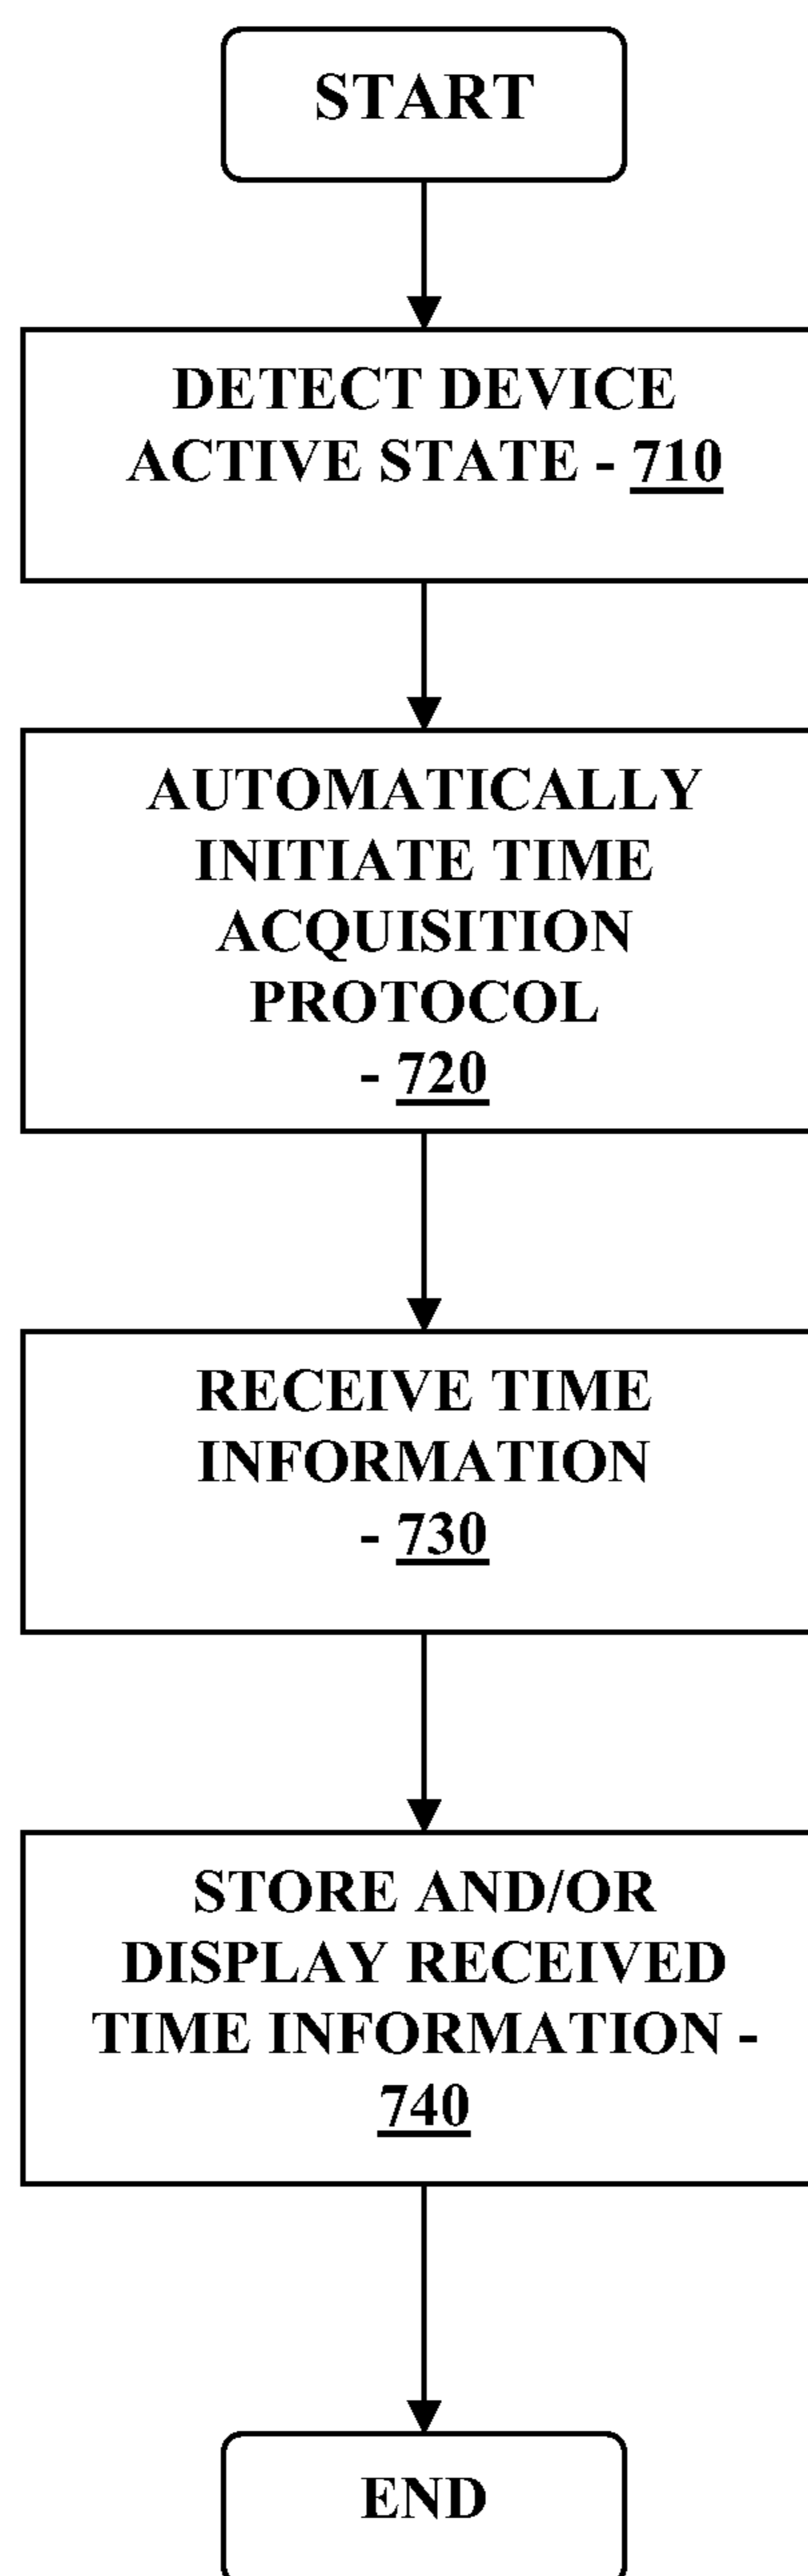 START
DETECT DEVICE
ACTIVE STATE - 710
AUTOMATICALLY
INITIATE TIME
ACQUISITION
PROTOCOL
- 720
RECEIVE TIME
INFORMATION
- 730
STORE AND/OR
DISPLAY RECEIVED
TIME INFORMATION -
740
END